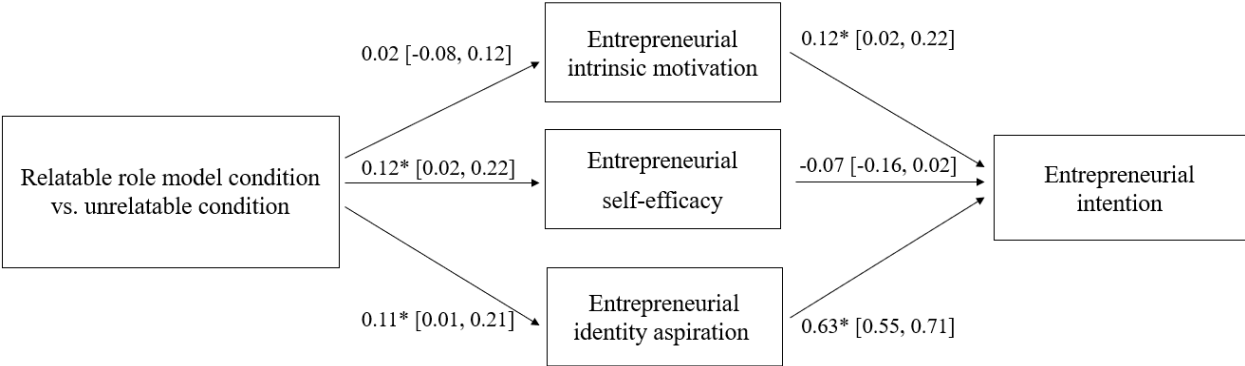 Entrepreneurial
intrinsic motivation
0.02 [-0.08, 0.12]
0.12* [0.02, 0.22]
Relatable role model condition
vs. unrelatable condition
0.12* [0.02, 0.22]
Entrepreneurial
self-efficacy
-0.07 [-0.16, 0.02]
Entrepreneurial
intention
0.11* [0.01, 0.21]
Entrepreneurial
identity aspiration
0.63* [0.55, 0.71]